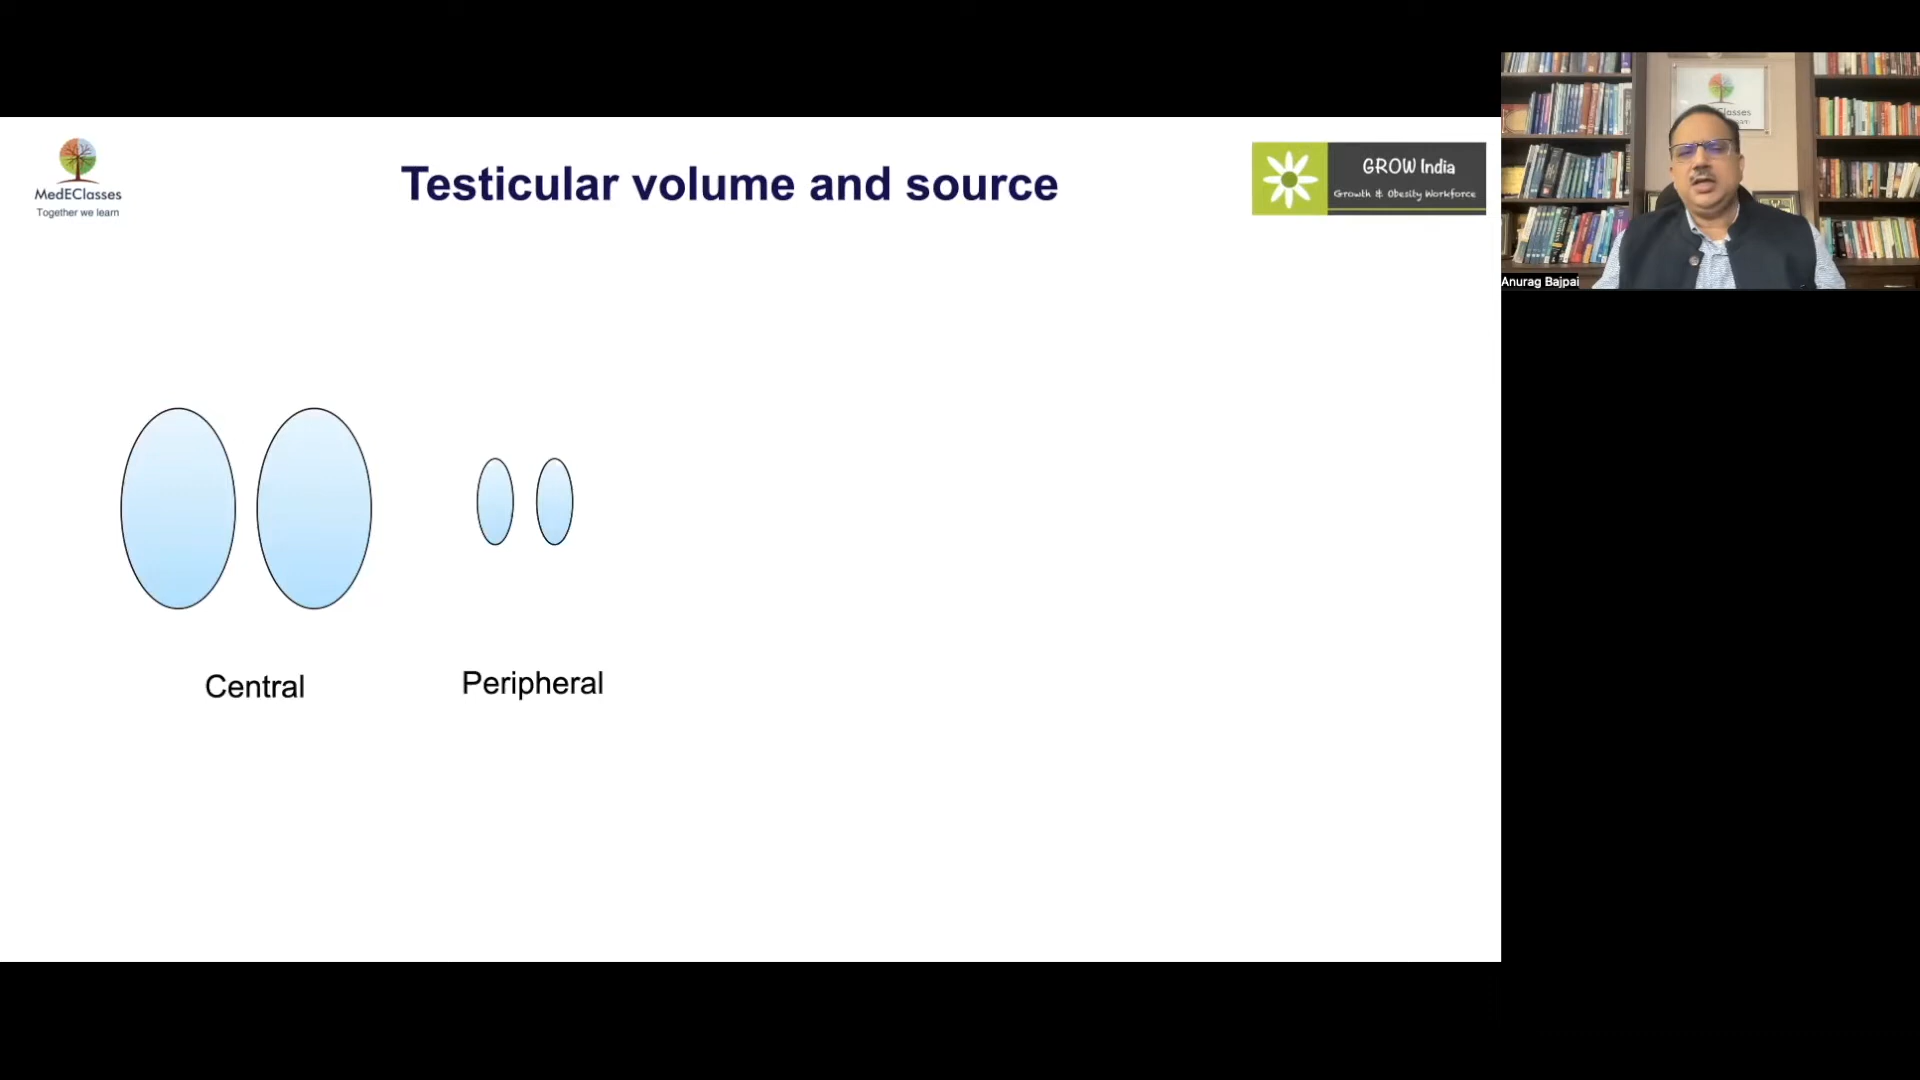 MedEClasses
Together we learn
Testicular volume and source
GROW India
Growth & Obesity Workforce
Anurag Bajpai
Central
Peripheral